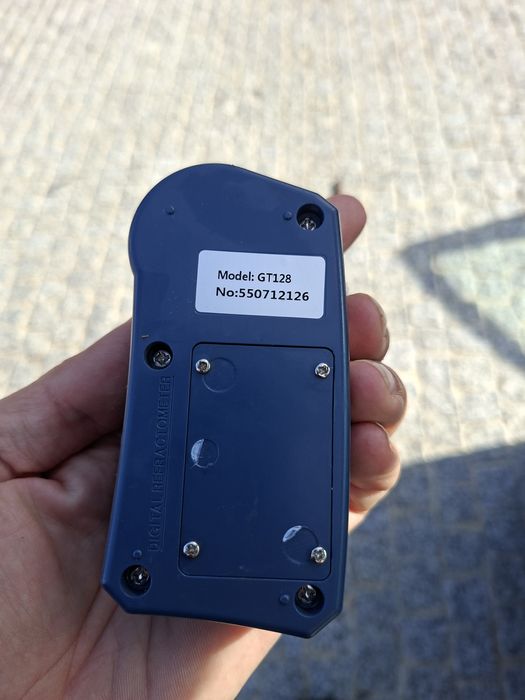 Model: GT128
No:550712126
DIGITAL REFRACTOMETER